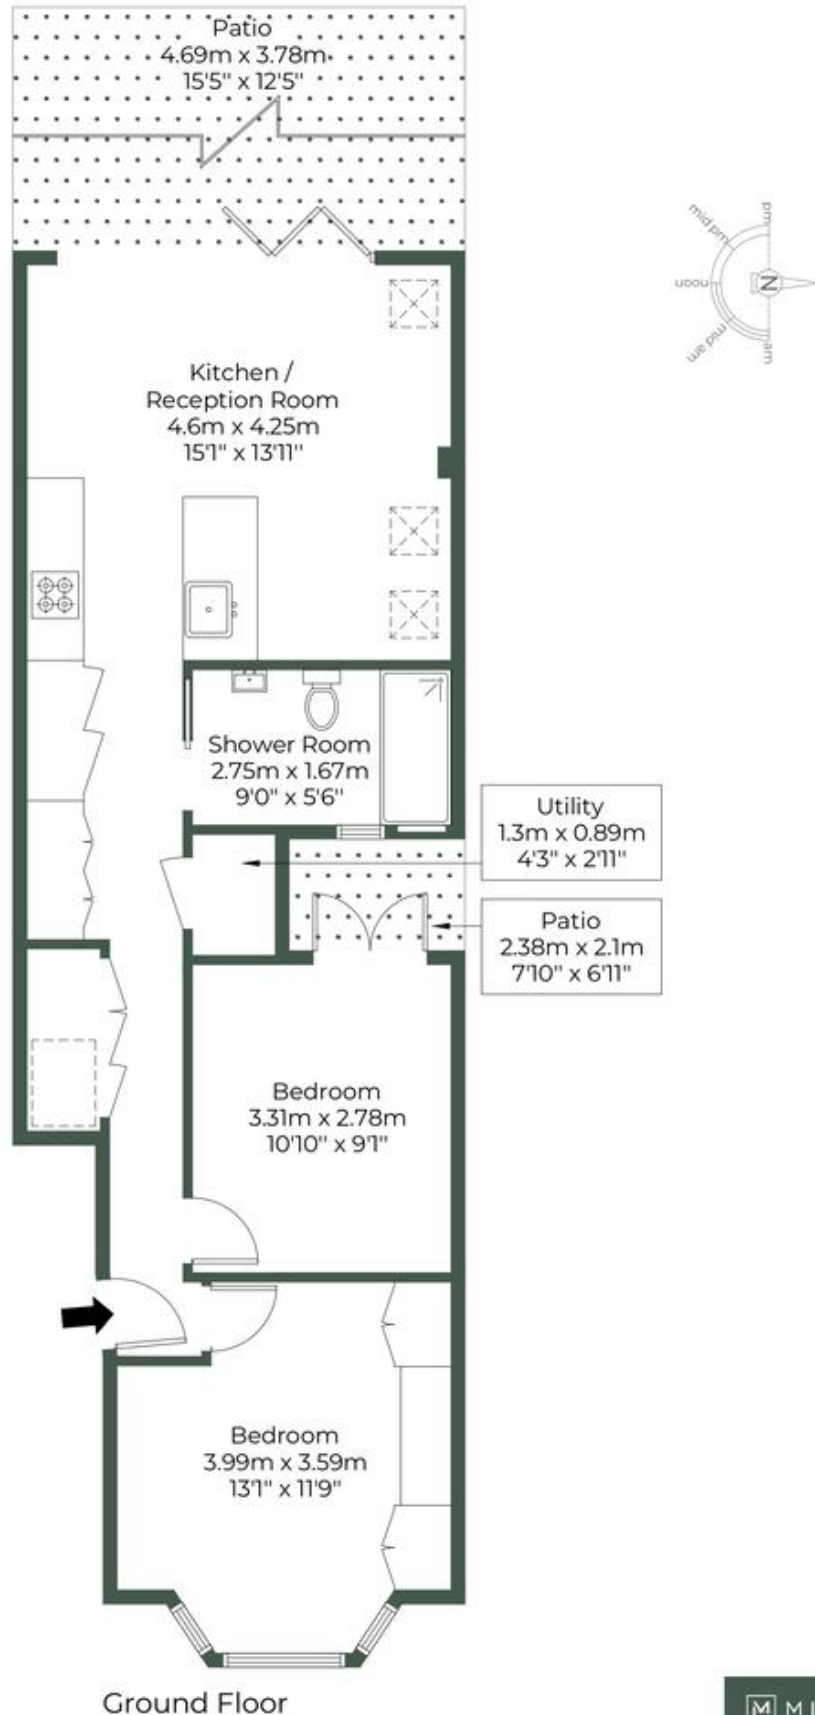 Patio
4.69m x 3.78m
15'5" x 12'5"
pm
mid pm
noon
N
mid am
am
Kitchen /
Reception Room
4.6m x 4.25m
15'1" x 13'11"
Shower Room
2.75m x 1.67m
9'0" x 5'6"
Utility
1.3m x 0.89m
4'3" x 2'11"
Patio
2.38m x 2.1m
7'10" x 6'11"
Bedroom
3.31m x 2.78m
10'10" x 9'1"
Bedroom
3.99m x 3.59m
13'1" x 11'9"
Ground Floor